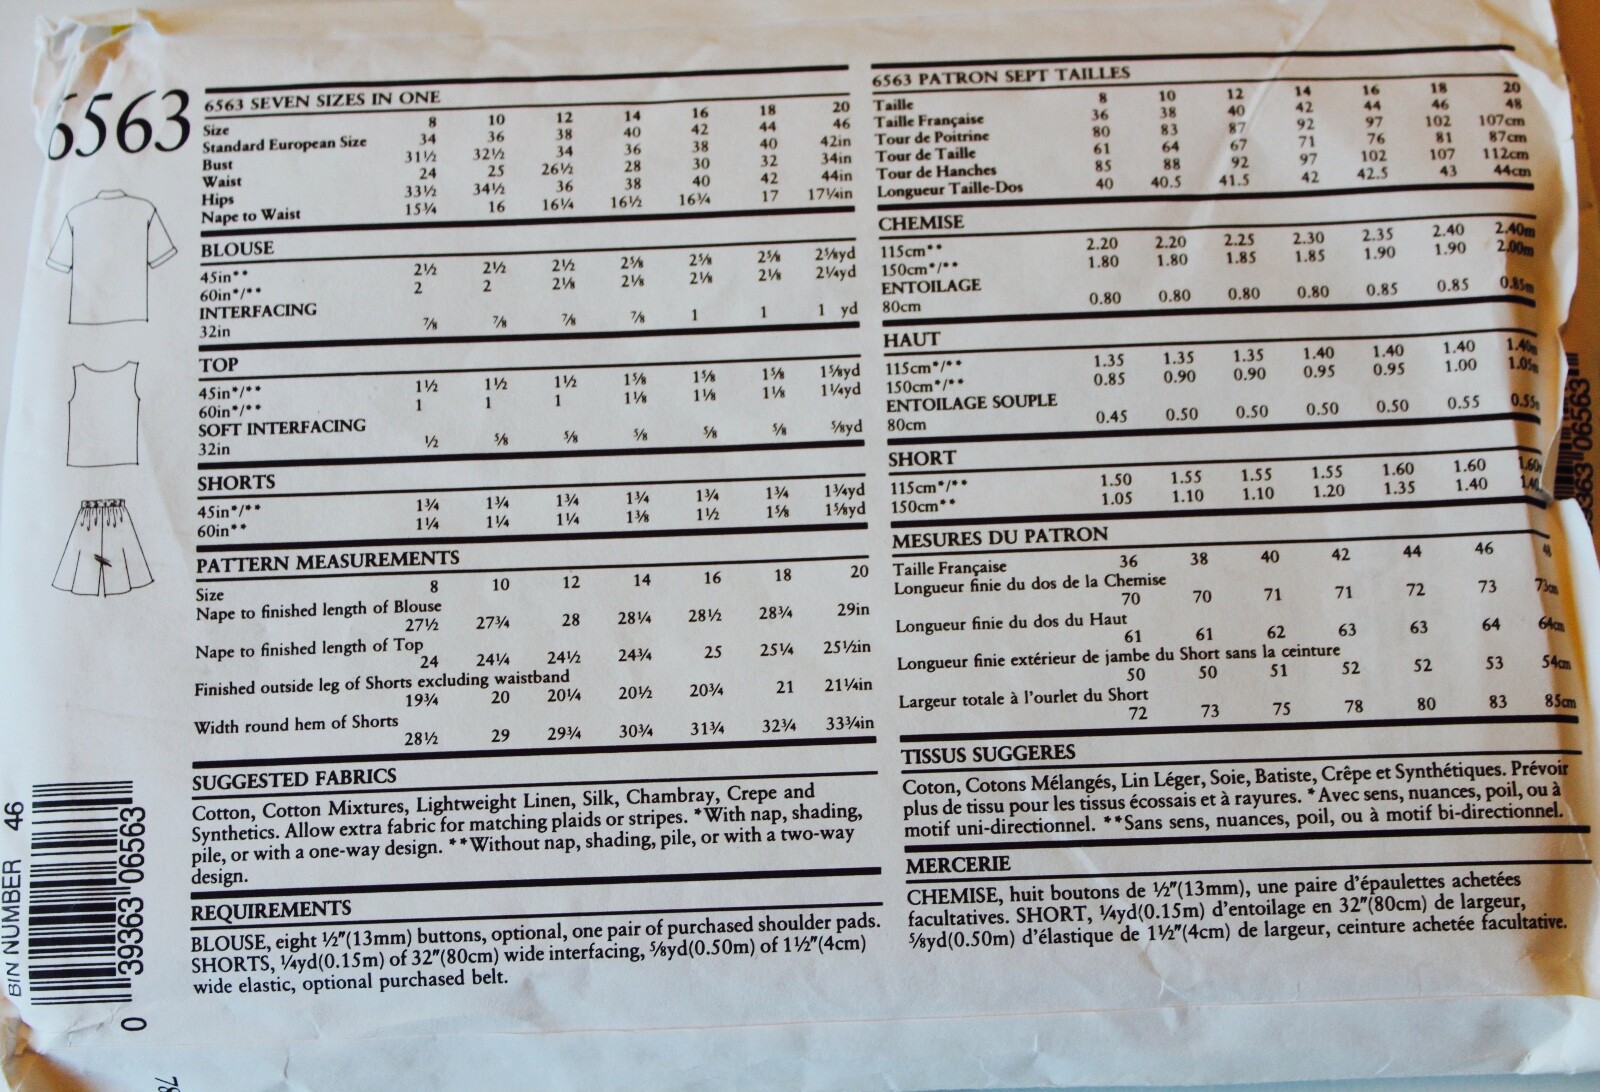 6563
6563 SEVEN SIZES IN ONE
Size 8 10 12 14 16 18 20
Standard European Size 34 36 38 40 42 44 46
Bust 31½ 32½ 34 36 38 40 42in
Waist 24 25 26½ 28 30 32 34in
Hips 33½ 34½ 36 38 40 42 44in
Nape to Waist 15¾ 16 16¼ 16½ 16¾ 17 17¼in
BLOUSE
45in** 2½ 2½ 2½ 2⅝ 2⅝ 2⅝ 2⅝yd
60in*/** 2 2 2⅛ 2⅛ 2⅛ 2⅛ 2¼yd
INTERFACING
32in ⅞ ⅞ ⅞ ⅞ 1 1 1 yd
TOP
45in*/** 1½ 1½ 1½ 1⅝ 1⅝ 1⅝ 1⅝yd
60in*/** 1 1 1 1⅛ 1⅛ 1⅛ 1¼yd
SOFT INTERFACING
32in ½ ⅝ ⅝ ⅝ ⅝ ⅝ ⅝yd
SHORTS
45in*/** 1¾ 1¾ 1¾ 1¾ 1¾ 1¾ 1¾yd
60in** 1¼ 1¼ 1¼ 1⅜ 1½ 1⅝ 1⅝yd
PATTERN MEASUREMENTS
Size 8 10 12 14 16 18 20
Nape to finished length of Blouse
27½ 27¾ 28 28¼ 28½ 28¾ 29in
Nape to finished length of Top
24 24¼ 24½ 24¾ 25 25¼ 25½in
Finished outside leg of Shorts excluding waistband
19¾ 20 20¼ 20½ 20¾ 21 21¼in
Width round hem of Shorts
28½ 29 29¾ 30¾ 31¾ 32¾ 33¾in
SUGGESTED FABRICS
Cotton, Cotton Mixtures, Lightweight Linen, Silk, Chambray, Crepe and
Synthetics. Allow extra fabric for matching plaids or stripes. *With nap, shading,
pile, or with a one-way design. **Without nap, shading, pile, or with a two-way
design.
REQUIREMENTS
BLOUSE, eight ½"(13mm) buttons, optional, one pair of purchased shoulder pads.
SHORTS, ¼yd(0.15m) of 32"(80cm) wide interfacing, ⅝yd(0.50m) of 1½"(4cm)
wide elastic, optional purchased belt.
6563 PATRON SEPT TAILLES
Taille 8 10 12 14 16 18 20
Taille Française 36 38 40 42 44 46 48
Tour de Poitrine 80 83 87 92 97 102 107cm
Tour de Taille 61 64 67 71 76 81 87cm
Tour de Hanches 85 88 92 97 102 107 112cm
Longueur Taille-Dos 40 40.5 41.5 42 42.5 43 44cm
CHEMISE
115cm** 2.20 2.20 2.25 2.30 2.35 2.40 2.40m
150cm*/** 1.80 1.80 1.85 1.85 1.90 1.90 2.00m
ENTOILAGE
80cm 0.80 0.80 0.80 0.80 0.85 0.85 0.85m
HAUT
115cm*/** 1.35 1.35 1.35 1.40 1.40 1.40 1.40m
150cm*/** 0.85 0.90 0.90 0.95 0.95 1.00 1.05m
ENTOILAGE SOUPLE
80cm 0.45 0.50 0.50 0.50 0.50 0.55 0.55m
SHORT
115cm*/** 1.50 1.55 1.55 1.55 1.60 1.60 1.60
150cm** 1.05 1.10 1.10 1.20 1.35 1.40 1.40
MESURES DU PATRON
Taille Française 36 38 40 42 44 46 48
Longueur finie du dos de la Chemise
70 70 71 71 72 73 73cm
Longueur finie du dos du Haut
61 61 62 63 63 64 64cm
Longueur finie extérieur de jambe du Short sans la ceinture
50 50 51 52 52 53 54cm
Largeur totale à l'ourlet du Short
72 73 75 78 80 83 85cm
TISSUS SUGGERES
Coton, Cotons Mélangés, Lin Léger, Soie, Batiste, Crêpe et Synthétiques. Prévoir
plus de tissu pour les tissus écossais et à rayures. *Avec sens, nuances, poil, ou à
motif uni-directionnel. **Sans sens, nuances, poil, ou à motif bi-directionnel.
MERCERIE
CHEMISE, huit boutons de ½"(13mm), une paire d'épaulettes achetées
facultatives. SHORT, ¼yd(0.15m) d'entoilage en 32"(80cm) de largeur,
⅝yd(0.50m) d'élastique de 1½"(4cm) de largeur, ceinture achetée facultative.
BIN NUMBER 46
0 39363 06563
9363 06563